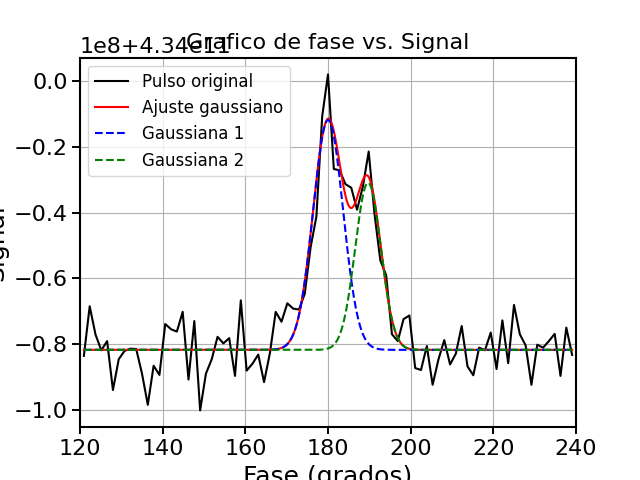 1e8+4.34e11
Grafico de fase vs. Signal
Pulso original
Ajuste gaussiano
Gaussiana 1
Gaussiana 2
0.0
−0.2
−0.4
−0.6
−0.8
−1.0
Signal
120 140 160 180 200 220 240
Fase (grados)